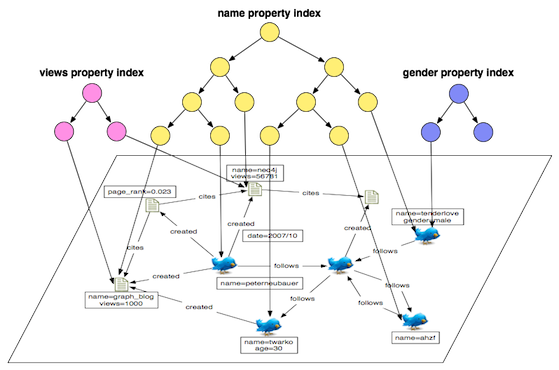 name property index
views property index
gender property index
name=neo4j
views=56781
page_rank=0.023
cites
cites
name=tenderlove
gender=male
created
created
created
date=2007/10
cites
follows
created
follows
name=peterneubauer
name=graph_blog
views=1000
created
follows
follows
follows
name=twarko
age=30
name=ahzf